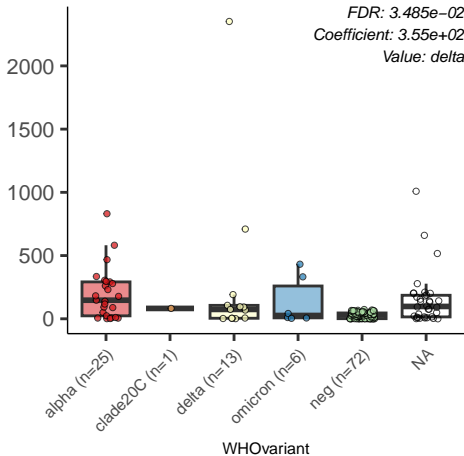 FDR: 3.485e−02
Coefficient: 3.55e+02
Value: delta
2000
1500
1000
500
0
alpha (n=25)
clade20C (n=1)
delta (n=13)
omicron (n=6)
neg (n=72)
NA
WHOvariant